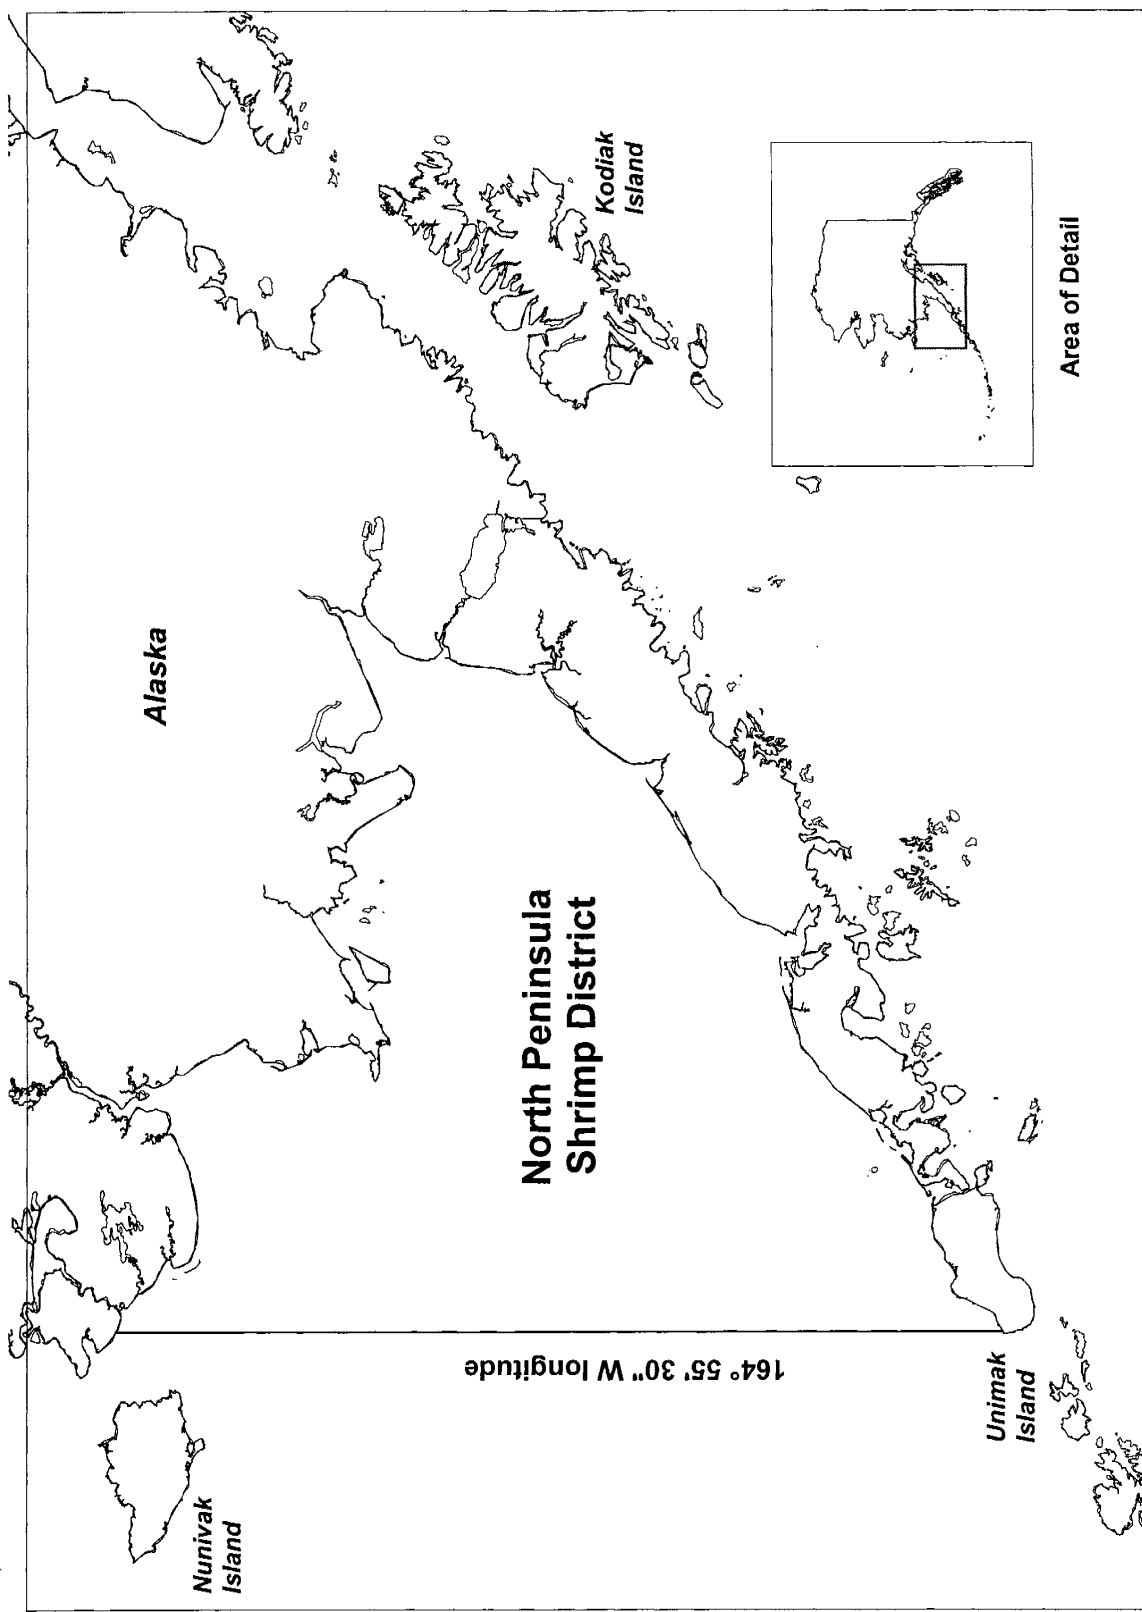 Alaska
Kodiak
Island
North Peninsula
Shrimp District
Area of Detail
164° 55' 30" W longitude
Nunivak
Island
Unimak
Island